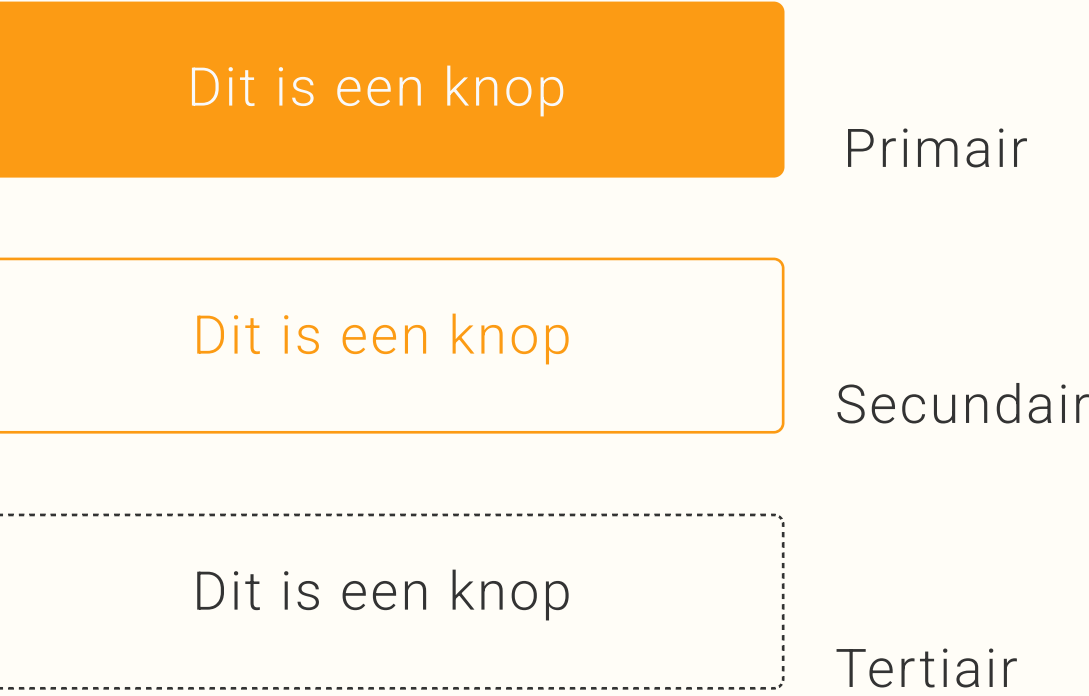 Dit is een knop
Primair
Dit is een knop
Secundair
Dit is een knop
Tertiair